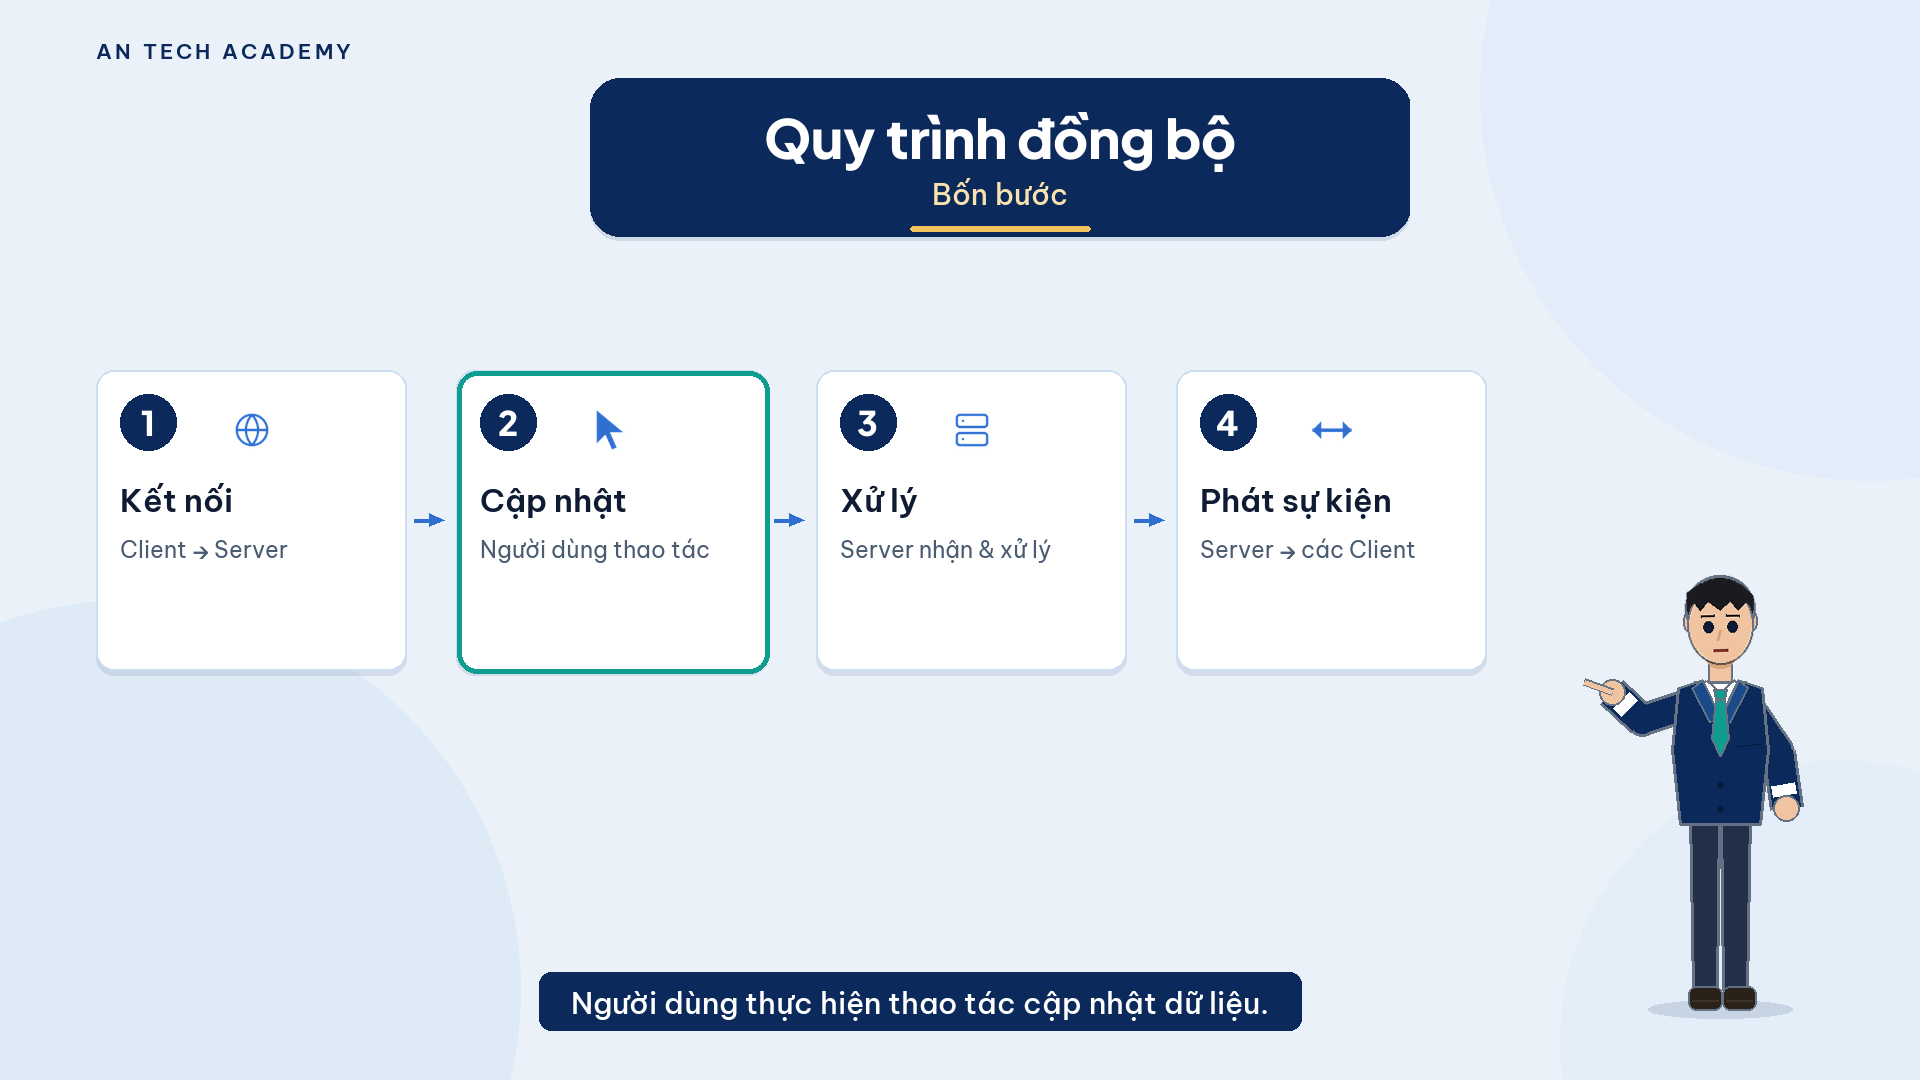 AN TECH ACADEMY
Quy trình đồng bộ
Bốn bước
1
Kết nối
Client → Server
2
Cập nhật
Người dùng thao tác
3
Xử lý
Server nhận & xử lý
4
Phát sự kiện
Server → các Client
Người dùng thực hiện thao tác cập nhật dữ liệu.